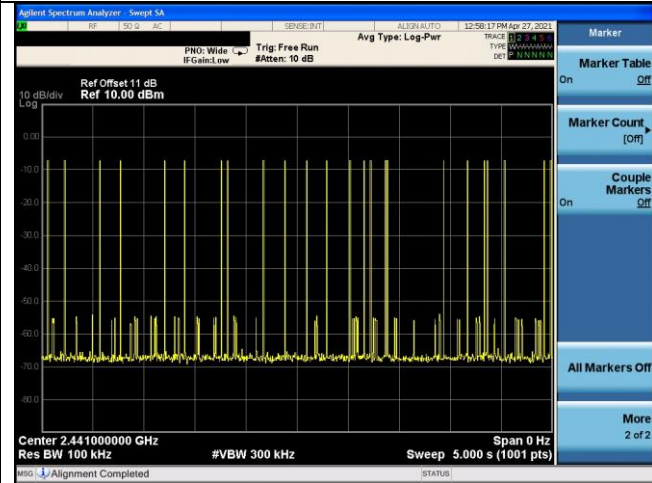 Agilent Spectrum Analyzer - Swept SA
RF 50 Ω AC SENSE:INT ALIGN AUTO 12:58:17 PM Apr 27, 2021
Avg Type: Log-Pwr
TRACE 1 2 3 4 5 6
PNO: Wide Trig: Free Run
TYPE WWWWWW
IFGain:Low #Atten: 10 dB
DET P N N N N N
Ref Offset 11 dB
10 dB/div Ref 10.00 dBm
Log
0.00
-10.0
-20.0
-30.0
-40.0
-50.0
-60.0
-70.0
-80.0
Center 2.441000000 GHz Span 0 Hz
Res BW 100 kHz #VBW 300 kHz Sweep 5.000 s (1001 pts)
MSG Alignment Completed STATUS
Marker
Marker Table
On Off
Marker Count
[Off]
Couple
Markers
On Off
All Markers Off
More
2 of 2